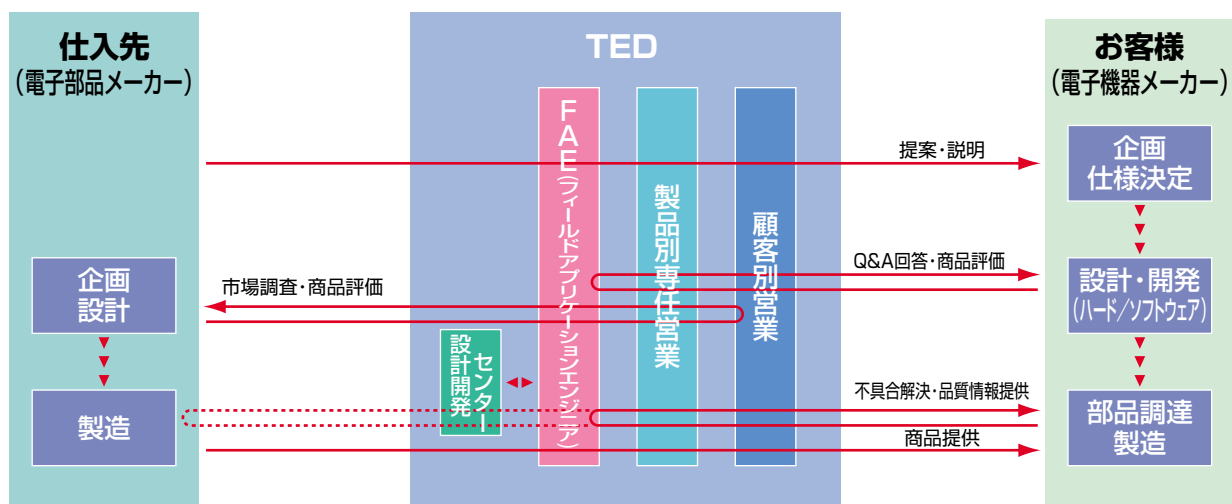 仕入先
(電子部品メーカー)
企画
設計
製造
TED
FAE(フィールドアプリケーションエンジニア)
製品別専任営業
顧客別営業
設計開発
センター
市場調査・商品評価
提案・説明
Q&A回答・商品評価
不具合解決・品質情報提供
商品提供
お客様
(電子機器メーカー)
企画
仕様決定
設計・開発
(ハード/ソフトウェア)
部品調達
製造